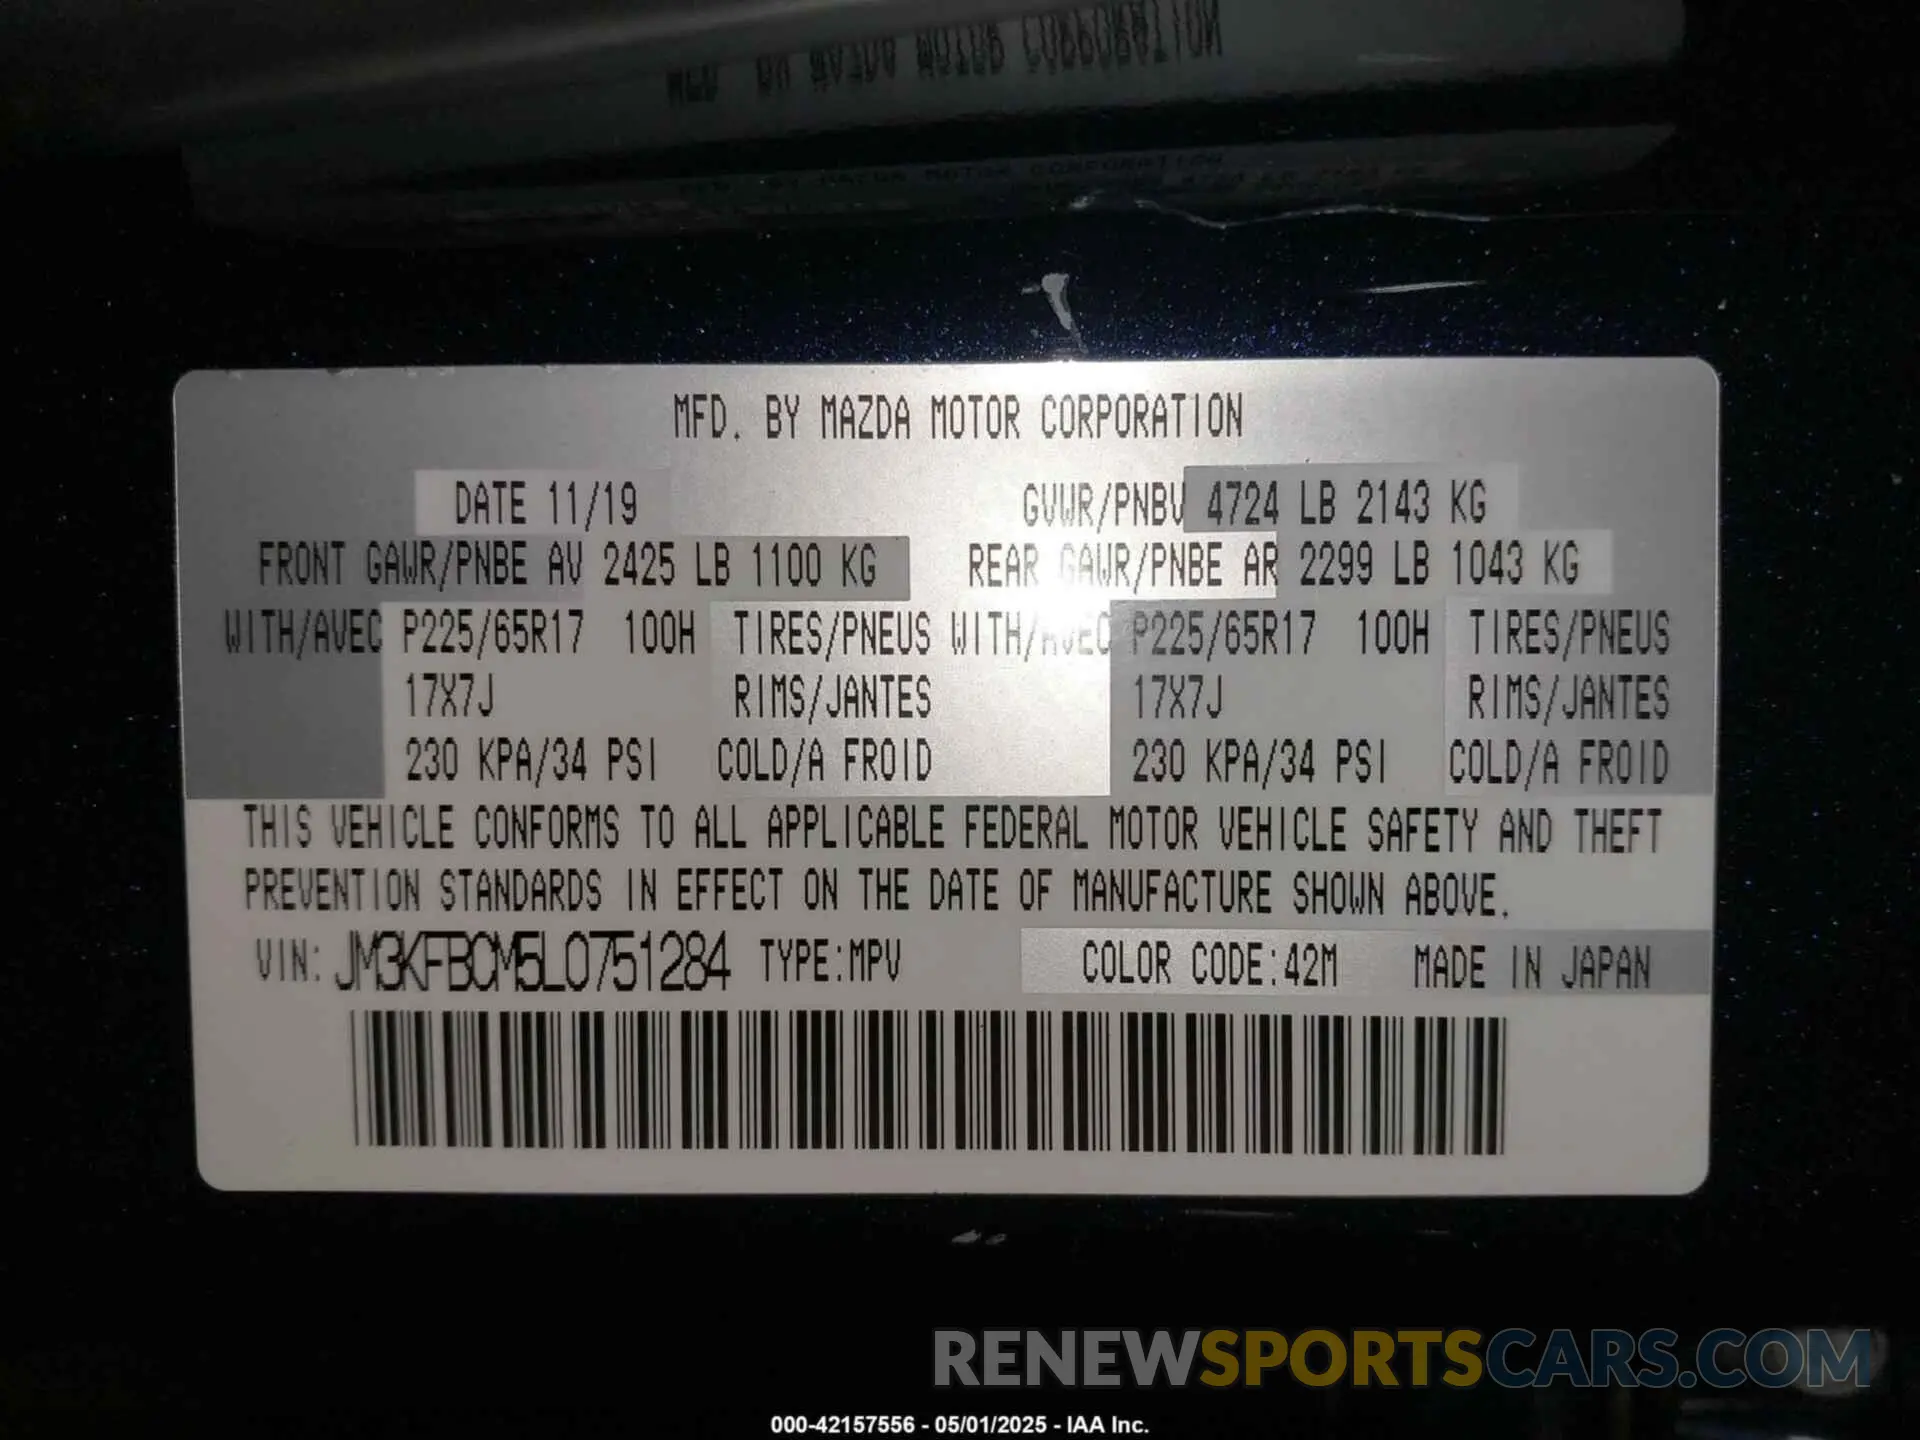 MFD. BY MAZDA MOTOR CORPORATION
DATE 11/19 GVWR/PNBV 4724 LB 2143 KG
FRONT GAWR/PNBE AV 2425 LB 1100 KG REAR GAWR/PNBE AR 2299 LB 1043 KG
WITH/AVEC P225/65R17 100H TIRES/PNEUS WITH/AVEC P225/65R17 100H TIRES/PNEUS
17X7J RIMS/JANTES 17X7J RIMS/JANTES
230 KPA/34 PSI COLD/A FROID 230 KPA/34 PSI COLD/A FROID
THIS VEHICLE CONFORMS TO ALL APPLICABLE FEDERAL MOTOR VEHICLE SAFETY AND THEFT
PREVENTION STANDARDS IN EFFECT ON THE DATE OF MANUFACTURE SHOWN ABOVE.
VIN: JM3KFBCM5L0751284 TYPE:MPV COLOR CODE:42M MADE IN JAPAN
RENEWSPORTSCARS.COM
000-42157556 - 05/01/2025 - IAA Inc.